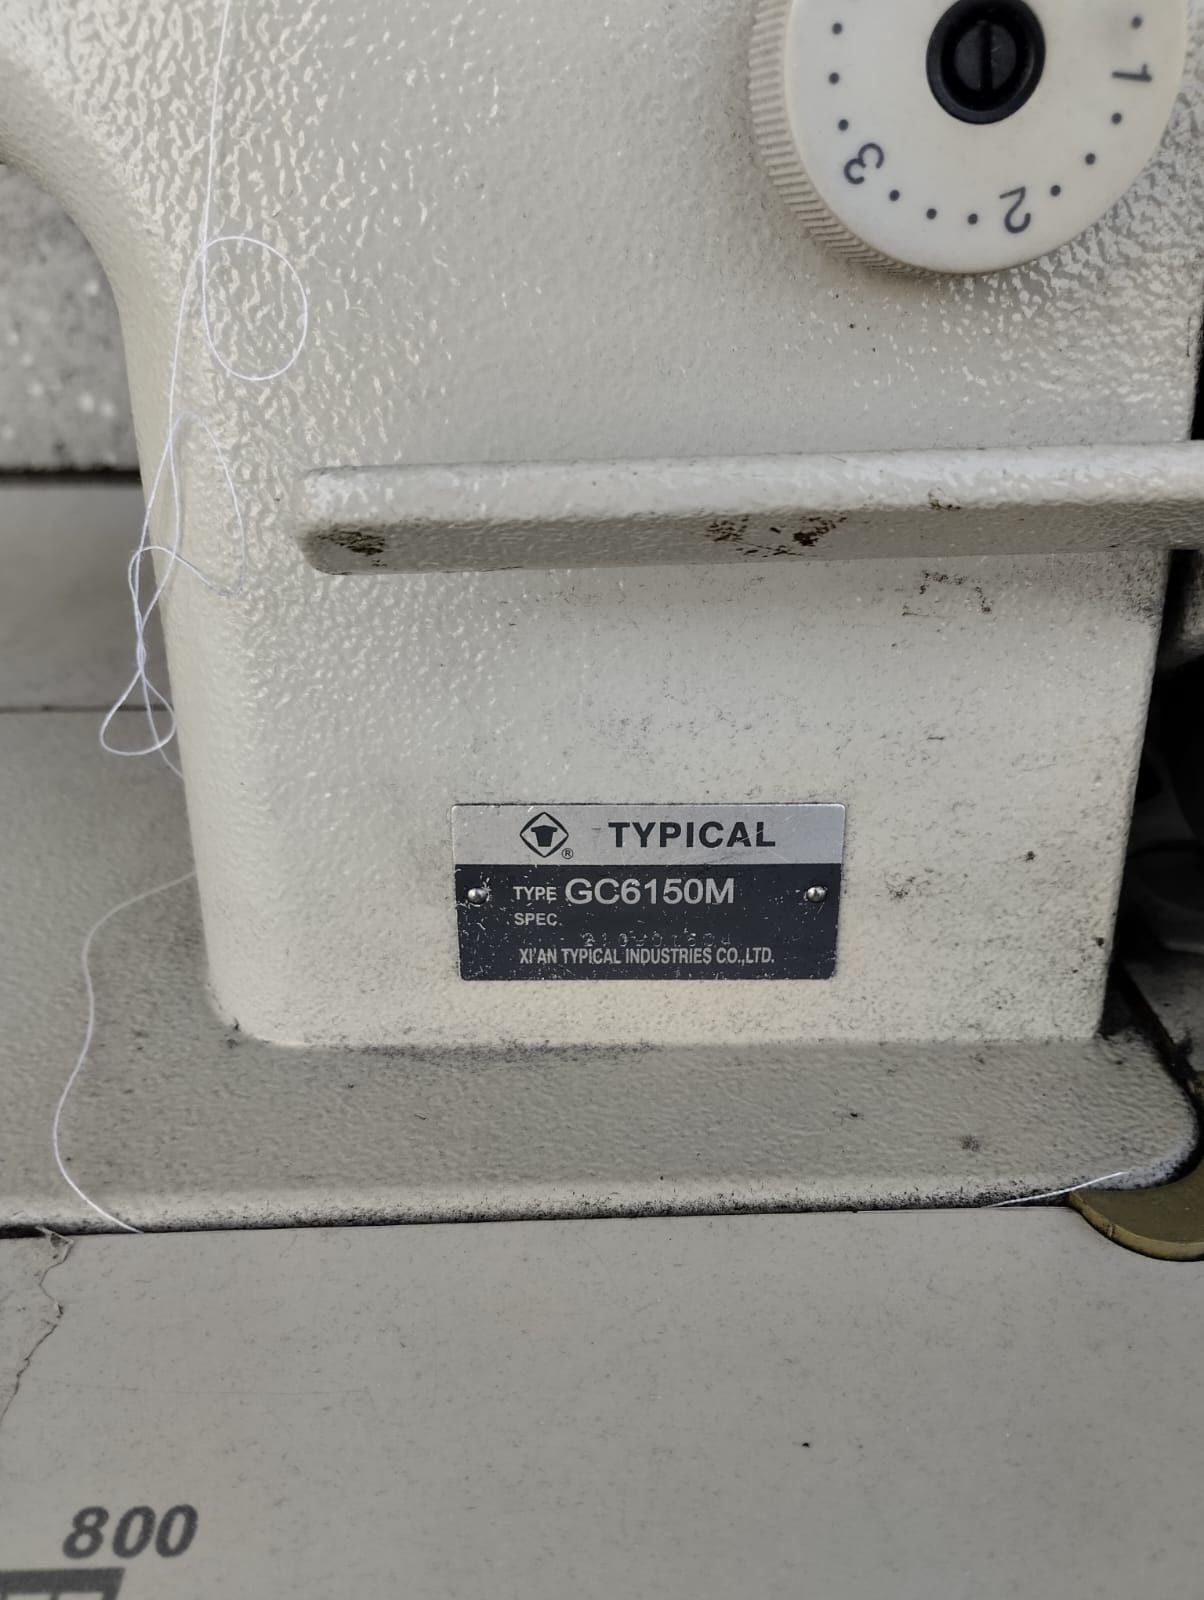 1
2
3
® TYPICAL
TYPE GC6150M
SPEC.
XI'AN TYPICAL INDUSTRIES CO.,LTD.
800